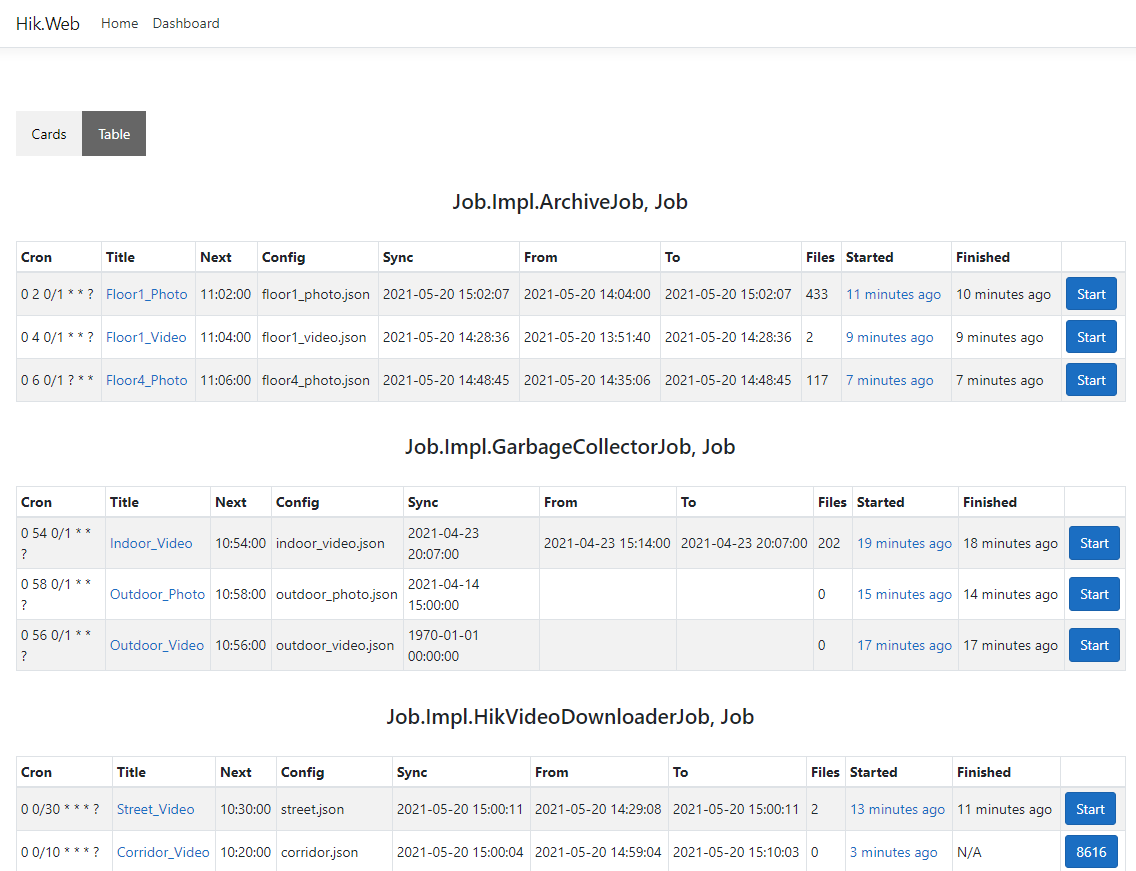 Hik.Web Home Dashboard
Cards Table
Job.Impl.ArchiveJob, Job
Cron Title Next Config Sync From To Files Started Finished
0 2 0/1 * * ? Floor1_Photo 11:02:00 floor1_photo.json 2021-05-20 15:02:07 2021-05-20 14:04:00 2021-05-20 15:02:07 433 11 minutes ago 10 minutes ago Start
0 4 0/1 * * ? Floor1_Video 11:04:00 floor1_video.json 2021-05-20 14:28:36 2021-05-20 13:51:40 2021-05-20 14:28:36 2 9 minutes ago 9 minutes ago Start
0 6 0/1 ? * * Floor4_Photo 11:06:00 floor4_photo.json 2021-05-20 14:48:45 2021-05-20 14:35:06 2021-05-20 14:48:45 117 7 minutes ago 7 minutes ago Start
Job.Impl.GarbageCollectorJob, Job
Cron Title Next Config Sync From To Files Started Finished
0 54 0/1 * *
?
Indoor_Video 10:54:00 indoor_video.json
2021-04-23
20:07:00
2021-04-23 15:14:00 2021-04-23 20:07:00 202 19 minutes ago 18 minutes ago Start
0 58 0/1 * *
?
Outdoor_Photo 10:58:00 outdoor_photo.json
2021-04-14
15:00:00
0 15 minutes ago 14 minutes ago Start
0 56 0/1 * *
?
Outdoor_Video 10:56:00 outdoor_video.json
1970-01-01
00:00:00
0 17 minutes ago 17 minutes ago Start
Job.Impl.HikVideoDownloaderJob, Job
Cron Title Next Config Sync From To Files Started Finished
0 0/30 * * * ? Street_Video 10:30:00 street.json 2021-05-20 15:00:11 2021-05-20 14:29:08 2021-05-20 15:00:11 2 13 minutes ago 11 minutes ago Start
0 0/10 * * * ? Corridor_Video 10:20:00 corridor.json 2021-05-20 15:00:04 2021-05-20 14:59:04 2021-05-20 15:10:03 0 3 minutes ago N/A 8616